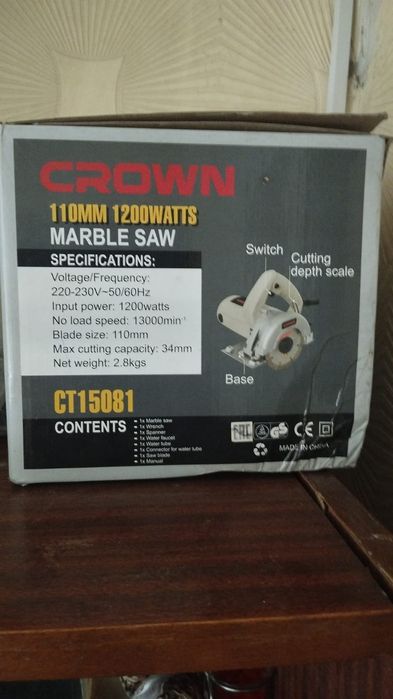 CROWN
110MM 1200WATTS
MARBLE SAW
SPECIFICATIONS:
Voltage/Frequency:
220-230V~50/60Hz
Input power: 1200watts
No load speed: 13000min⁻¹
Blade size: 110mm
Max cutting capacity: 34mm
Net weight: 2.8kgs
Switch
Cutting
depth scale
Base
CT15081
CONTENTS
1x Marble saw
1x Wrench
1x Spanner
1x Water faucet
1x Water tube
1x Connector for water tube
1x Saw blade
1x Manual
EAC
GS
CE
MADE IN CHINA